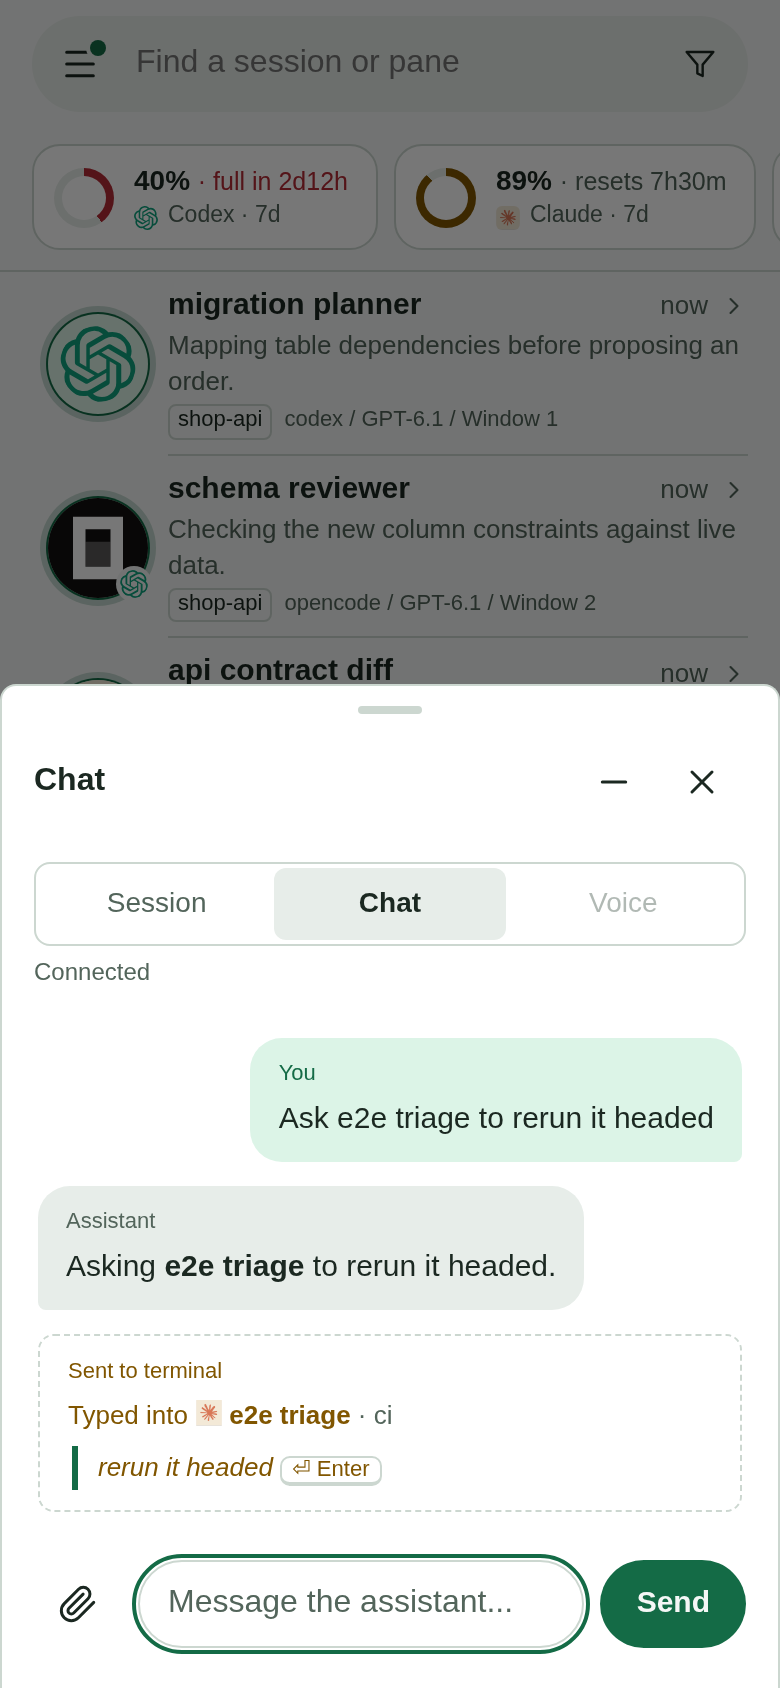 Find a session or pane
40% · full in 2d12h
Codex · 7d
89% · resets 7h30m
Claude · 7d
migration planner now
Mapping table dependencies before proposing an
order.
shop-api codex / GPT-6.1 / Window 1
schema reviewer now
Checking the new column constraints against live
data.
shop-api opencode / GPT-6.1 / Window 2
api contract diff now
Chat
Session Chat Voice
Connected
You
Ask e2e triage to rerun it headed
Assistant
Asking e2e triage to rerun it headed.
Sent to terminal
Typed into e2e triage · ci
rerun it headed ⏎ Enter
Message the assistant...
Send